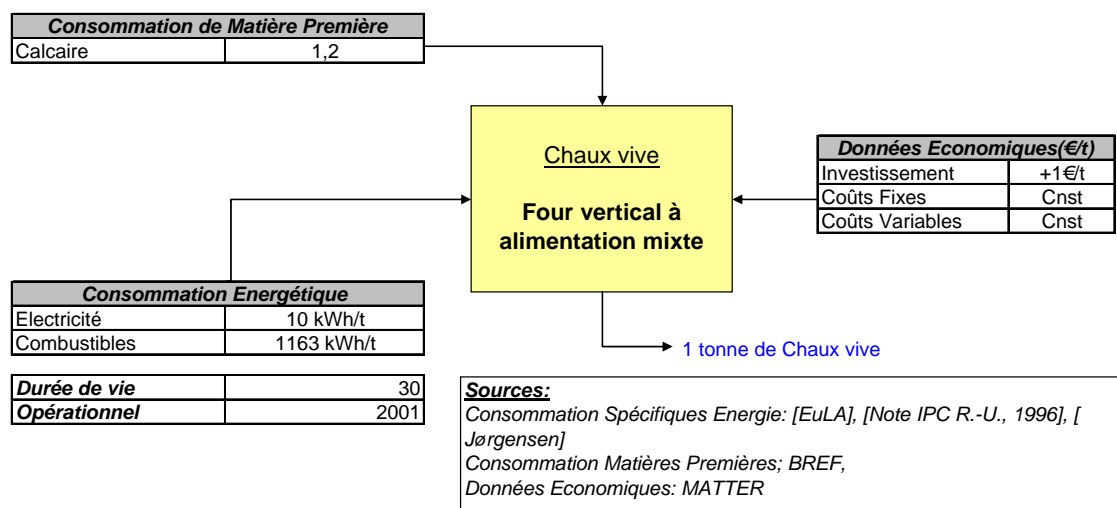 Consommation de Matière Première
Calcaire 1,2
Chaux vive
Four vertical à
alimentation mixte
Données Economiques(€/t)
Investissement +1€/t
Coûts Fixes Cnst
Coûts Variables Cnst
Consommation Energétique
Electricité 10 kWh/t
Combustibles 1163 kWh/t
1 tonne de Chaux vive
Durée de vie 30
Opérationnel 2001
Sources:
Consommation Spécifiques Energie: [EuLA], [Note IPC R.-U., 1996], [
Jørgensen]
Consommation Matières Premières; BREF,
Données Economiques: MATTER